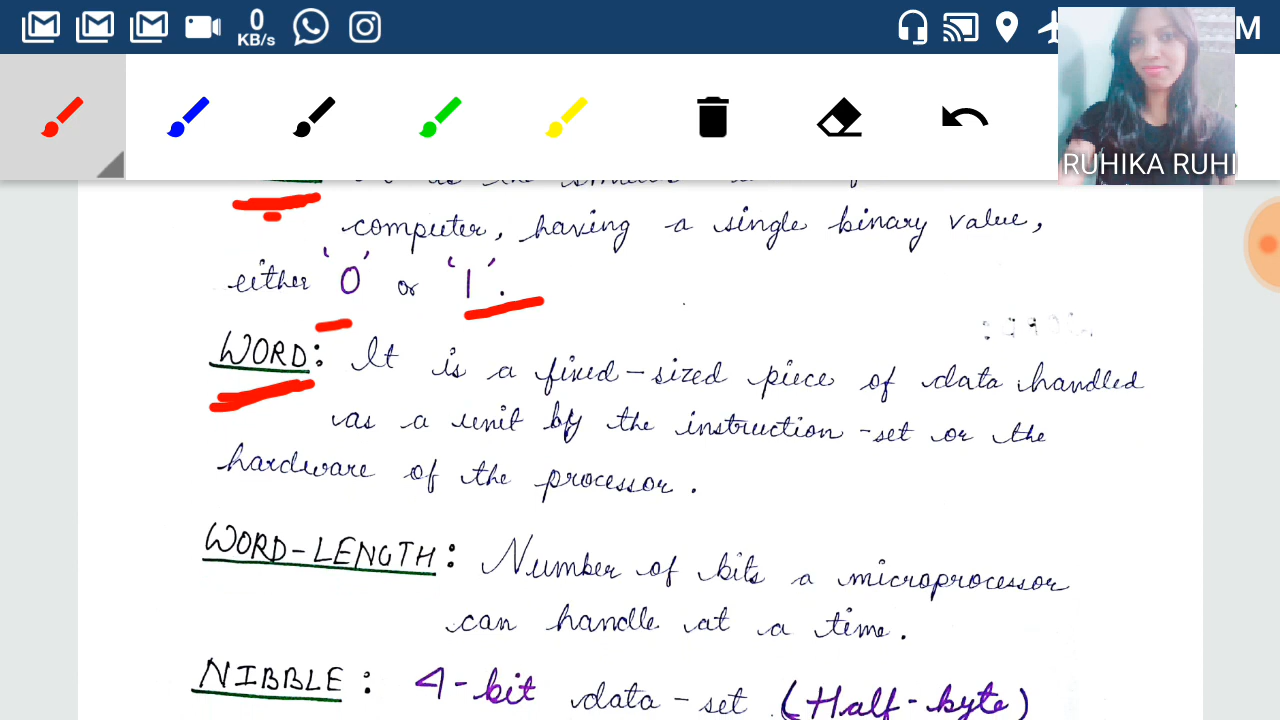 0
KB/s
M
RUHIKA RUHI
computer, having a single binary value,
either '0' or '1'.
WORD: It is a fixed-sized piece of data handled
as a unit by the instruction-set or the
hardware of the processor.
WORD-LENGTH: Number of bits a microprocessor
can handle at a time.
NIBBLE: 4-bit data-set (Half-byte)